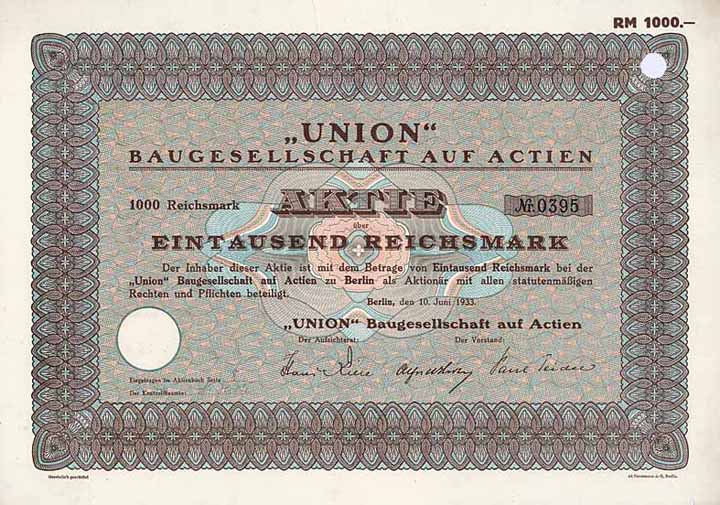 RM 1000.—
„UNION“
BAUGESELLSCHAFT AUF ACTIEN
1000 Reichsmark AKTIE Nr. 0395
über
EINTAUSEND REICHSMARK
Der Inhaber dieser Aktie ist mit dem Betrage von Eintausend Reichsmark bei der
„Union“ Baugesellschaft auf Actien zu Berlin als Aktionär mit allen statutenmäßigen
Rechten und Pflichten beteiligt.
Berlin, den 10. Juni 1933.
„UNION“ Baugesellschaft auf Actien
Der Aufsichtsrat: Der Vorstand:
Eingetragen im Aktienbuch Seite
Der Kontrollbeamte:
Gesetzlich geschützt